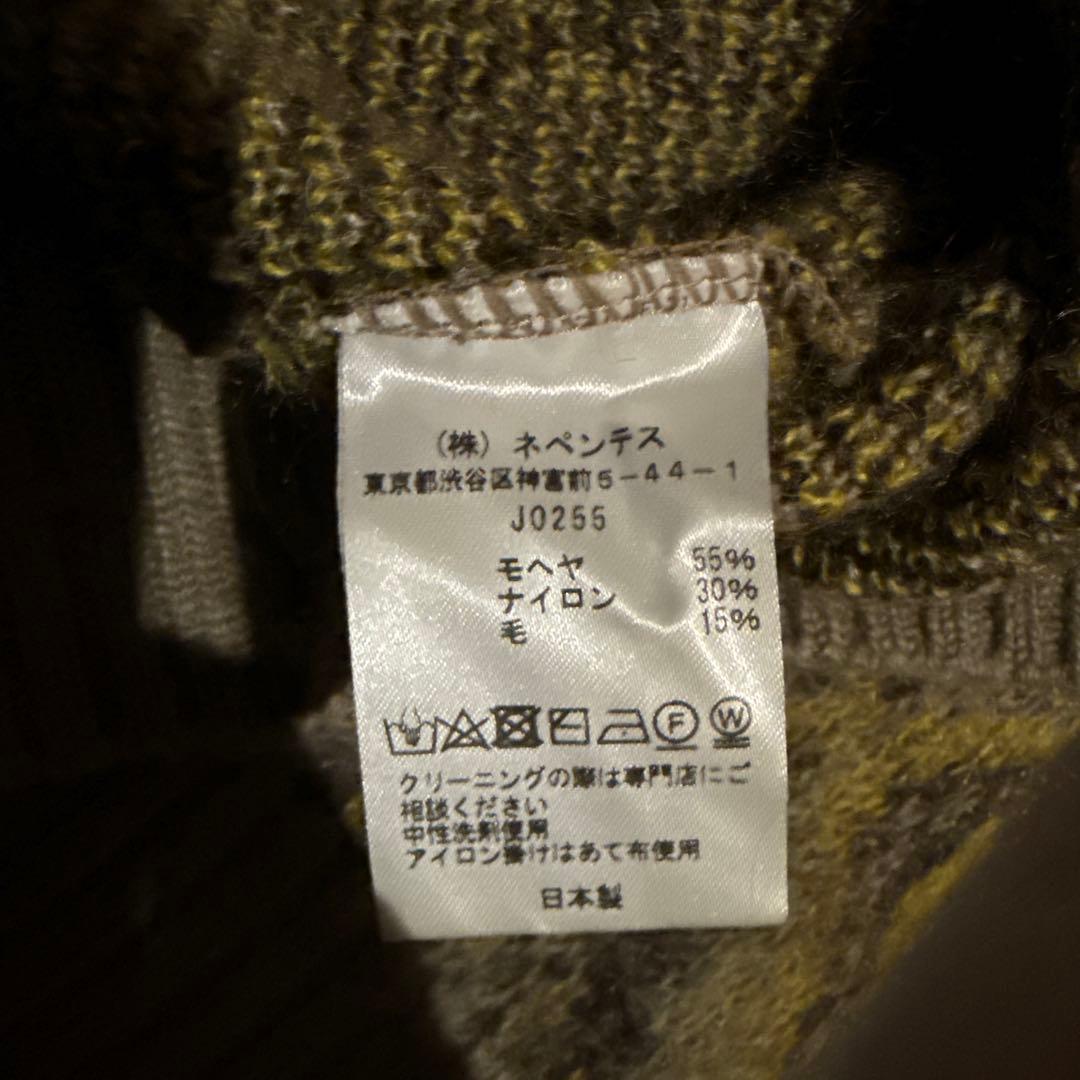 (株) ネペンテス
東京都渋谷区神宮前5-44-1
J0255
モヘヤ 55%
ナイロン 30%
毛 15%
F W
クリーニングの際は専門店にご
相談ください
中性洗剤使用
アイロン掛けはあて布使用
日本製